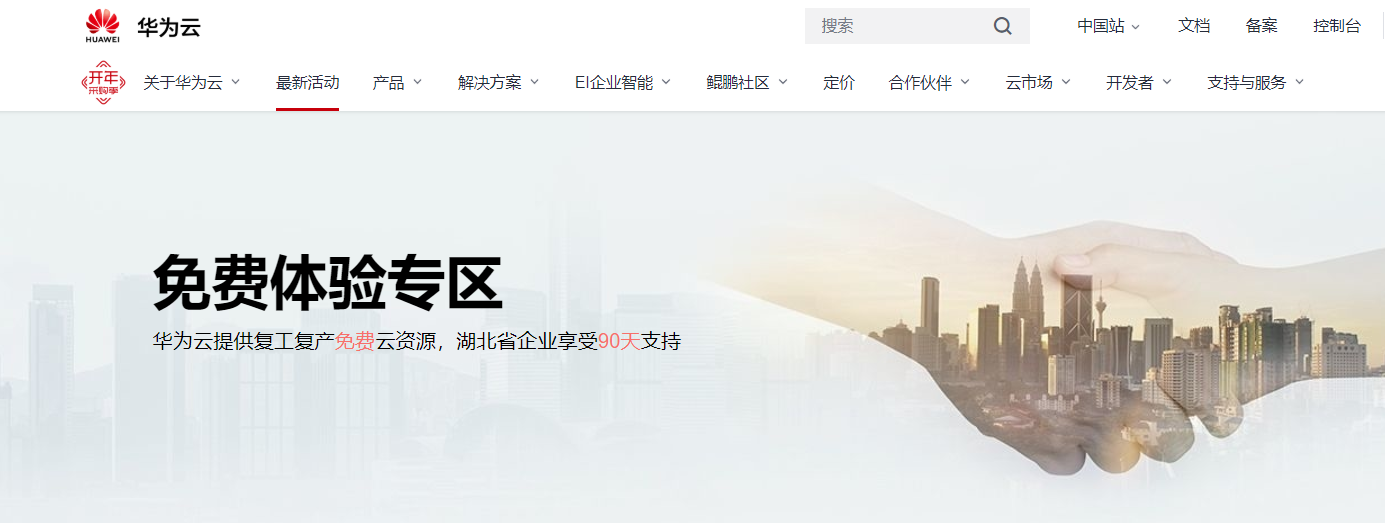 HUAWEI
华为云
搜索
中国站
文档
备案
控制台
开年
采购季
关于华为云
最新活动
产品
解决方案
EI企业智能
鲲鹏社区
定价
合作伙伴
云市场
开发者
支持与服务
免费体验专区
华为云提供复工复产免费云资源，湖北省企业享受90天支持